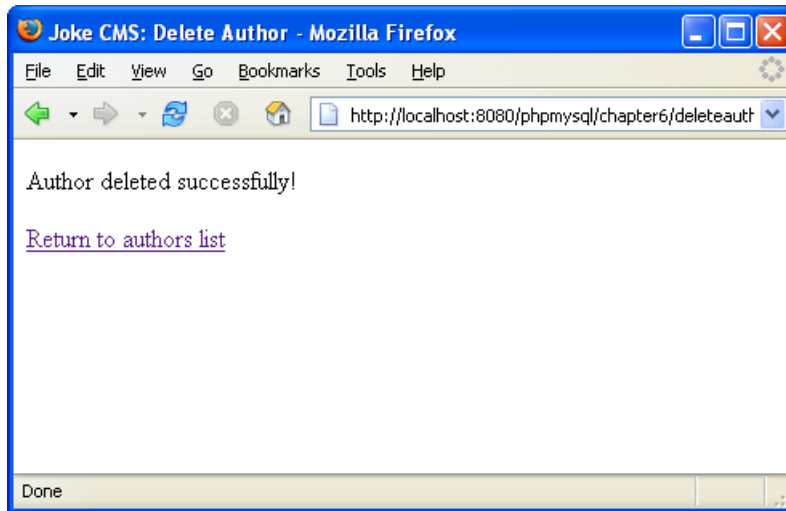 Joke CMS: Delete Author - Mozilla Firefox
File Edit View Go Bookmarks Tools Help
http://localhost:8080/phpmysql/chapter6/deleteauth
Author deleted successfully!
Return to authors list
Done